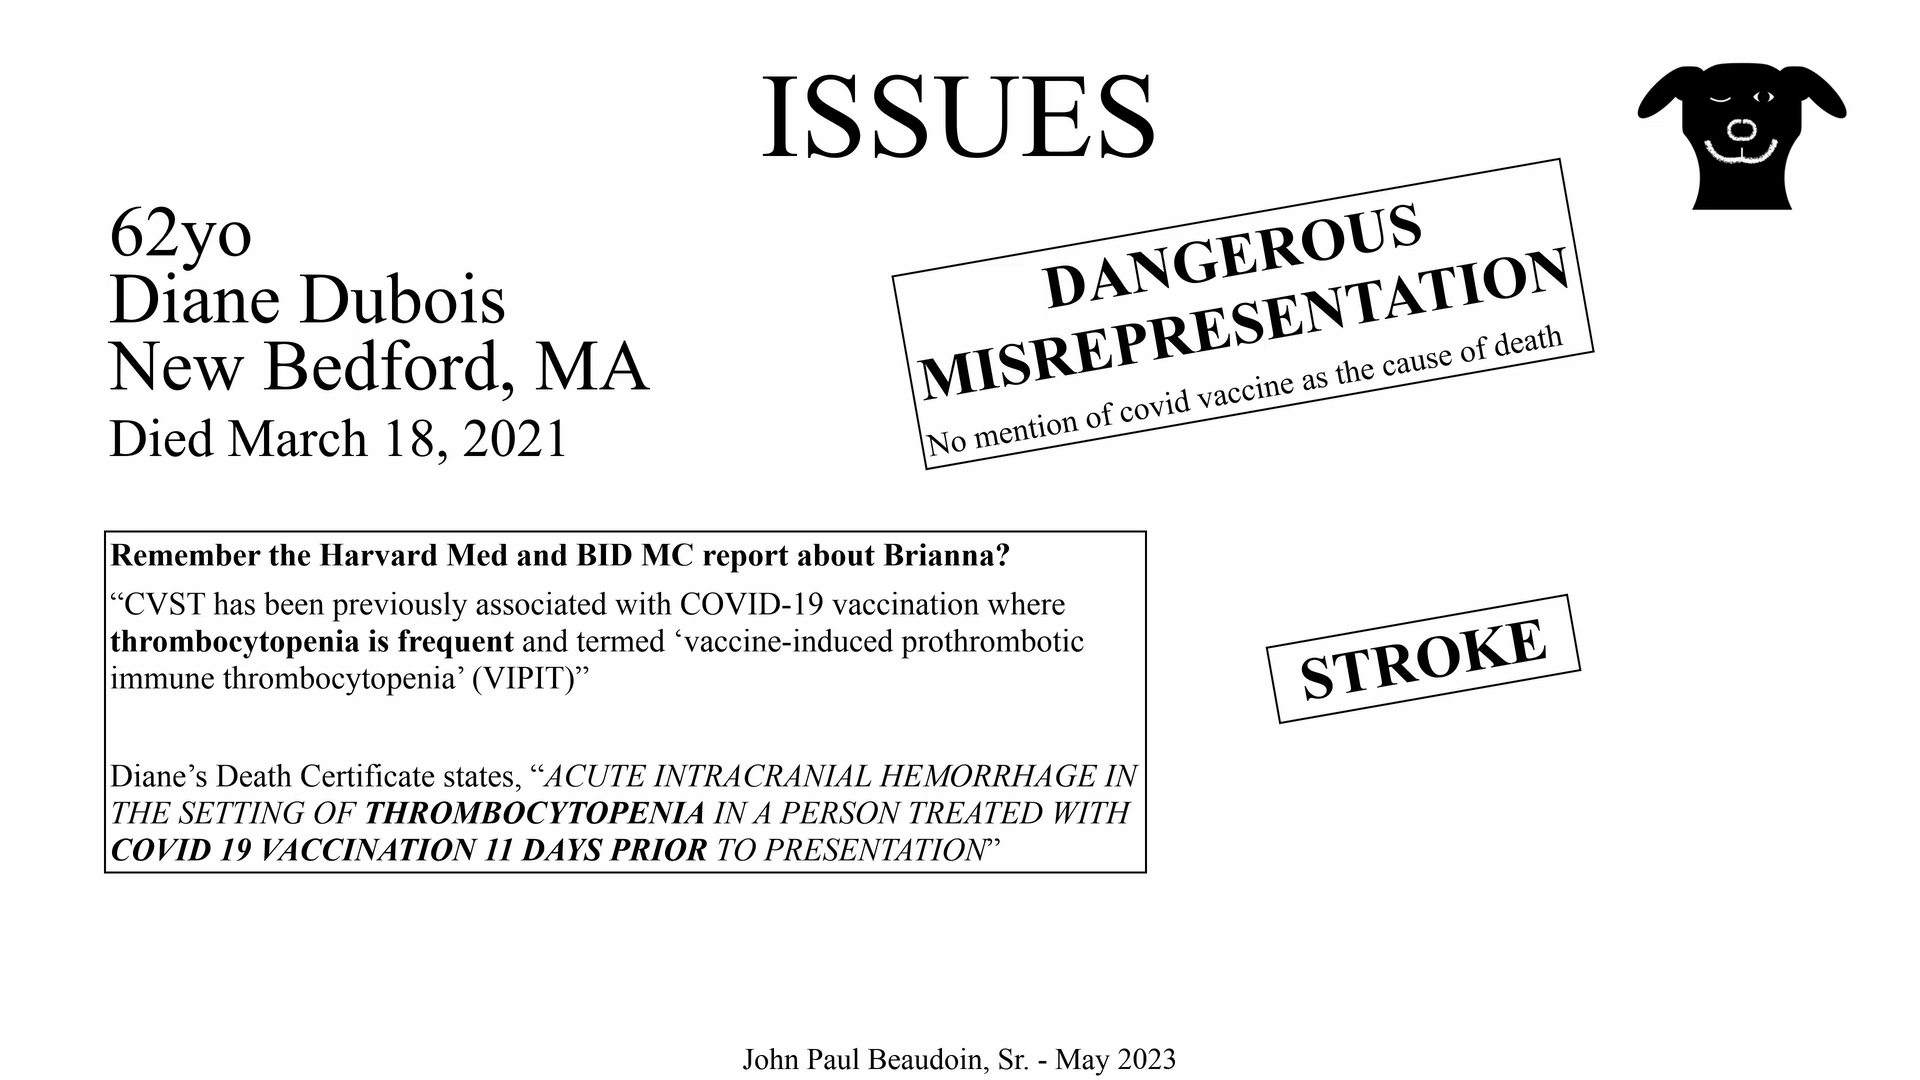 ISSUES
62yo
Diane Dubois
New Bedford, MA
Died March 18, 2021
DANGEROUS
MISREPRESENTATION
No mention of covid vaccine as the cause of death
Remember the Harvard Med and BID MC report about Brianna?
“CVST has been previously associated with COVID-19 vaccination where
thrombocytopenia is frequent and termed ‘vaccine-induced prothrombotic
immune thrombocytopenia’ (VIPIT)”
Diane’s Death Certificate states, “ACUTE INTRACRANIAL HEMORRHAGE IN
THE SETTING OF THROMBOCYTOPENIA IN A PERSON TREATED WITH
COVID 19 VACCINATION 11 DAYS PRIOR TO PRESENTATION”
STROKE
John Paul Beaudoin, Sr. - May 2023